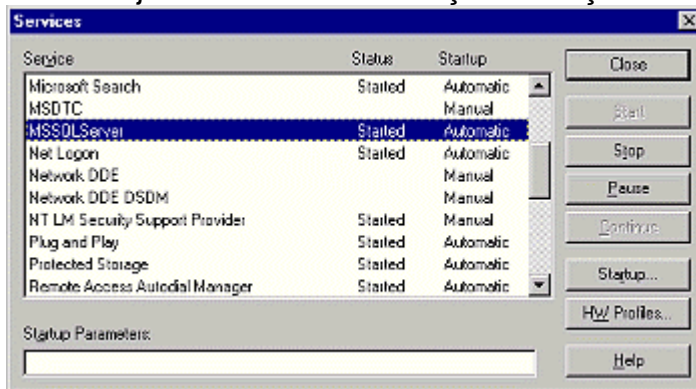 Services
Service Status Startup
Microsoft Search Started Automatic
MSDTC Manual
MSSQLServer Started Automatic
Net Logon Started Automatic
Network DDE Manual
Network DDE DSDM Manual
NT LM Security Support Provider Started Manual
Plug and Play Started Automatic
Protected Storage Started Automatic
Remote Access Autodial Manager Started Automatic
Startup Parameters:
Close
Start
Stop
Pause
Continue
Startup...
HW Profiles...
Help